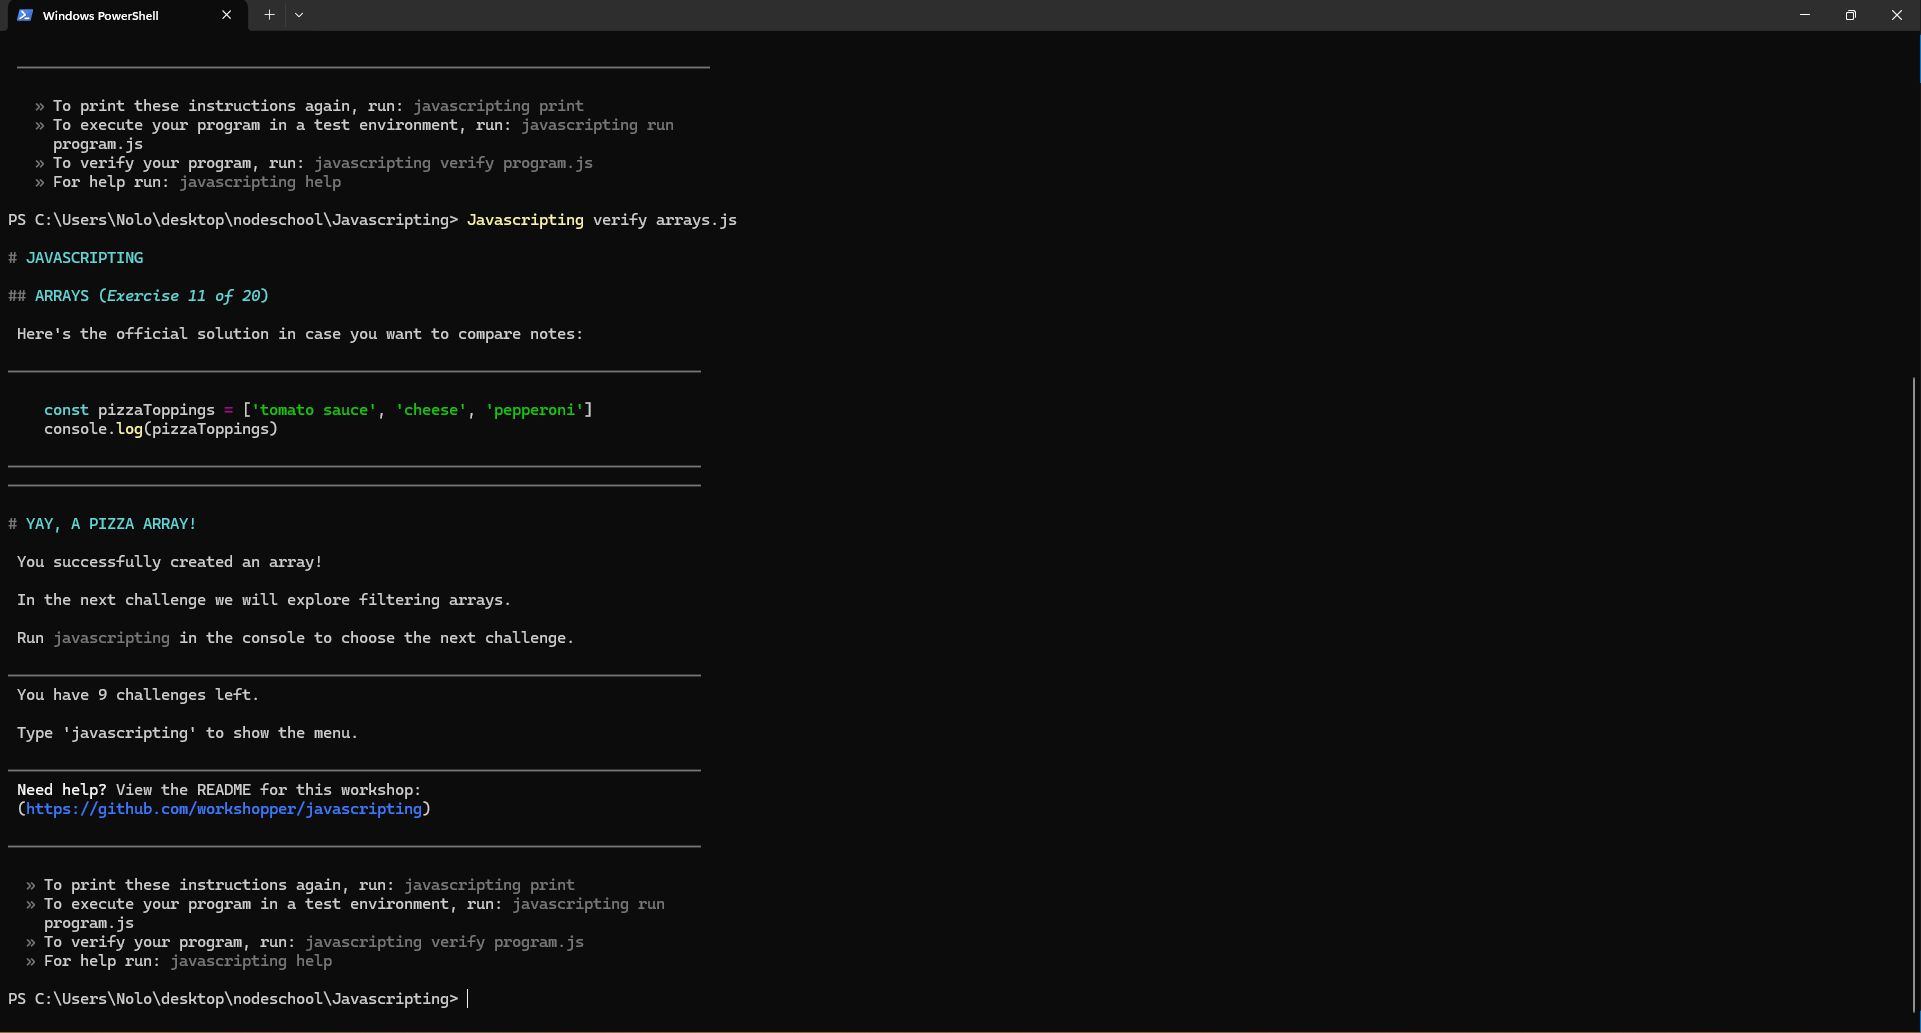 Windows PowerShell
» To print these instructions again, run: javascripting print
» To execute your program in a test environment, run: javascripting run
program.js
» To verify your program, run: javascripting verify program.js
» For help run: javascripting help
PS C:\Users\Nolo\desktop\nodeschool\Javascripting> Javascripting verify arrays.js
# JAVASCRIPTING
## ARRAYS (Exercise 11 of 20)
Here's the official solution in case you want to compare notes:
const pizzaToppings = ['tomato sauce', 'cheese', 'pepperoni']
console.log(pizzaToppings)
# YAY, A PIZZA ARRAY!
You successfully created an array!
In the next challenge we will explore filtering arrays.
Run javascripting in the console to choose the next challenge.
You have 9 challenges left.
Type 'javascripting' to show the menu.
Need help? View the README for this workshop:
(https://github.com/workshopper/javascripting)
» To print these instructions again, run: javascripting print
» To execute your program in a test environment, run: javascripting run
program.js
» To verify your program, run: javascripting verify program.js
» For help run: javascripting help
PS C:\Users\Nolo\desktop\nodeschool\Javascripting>